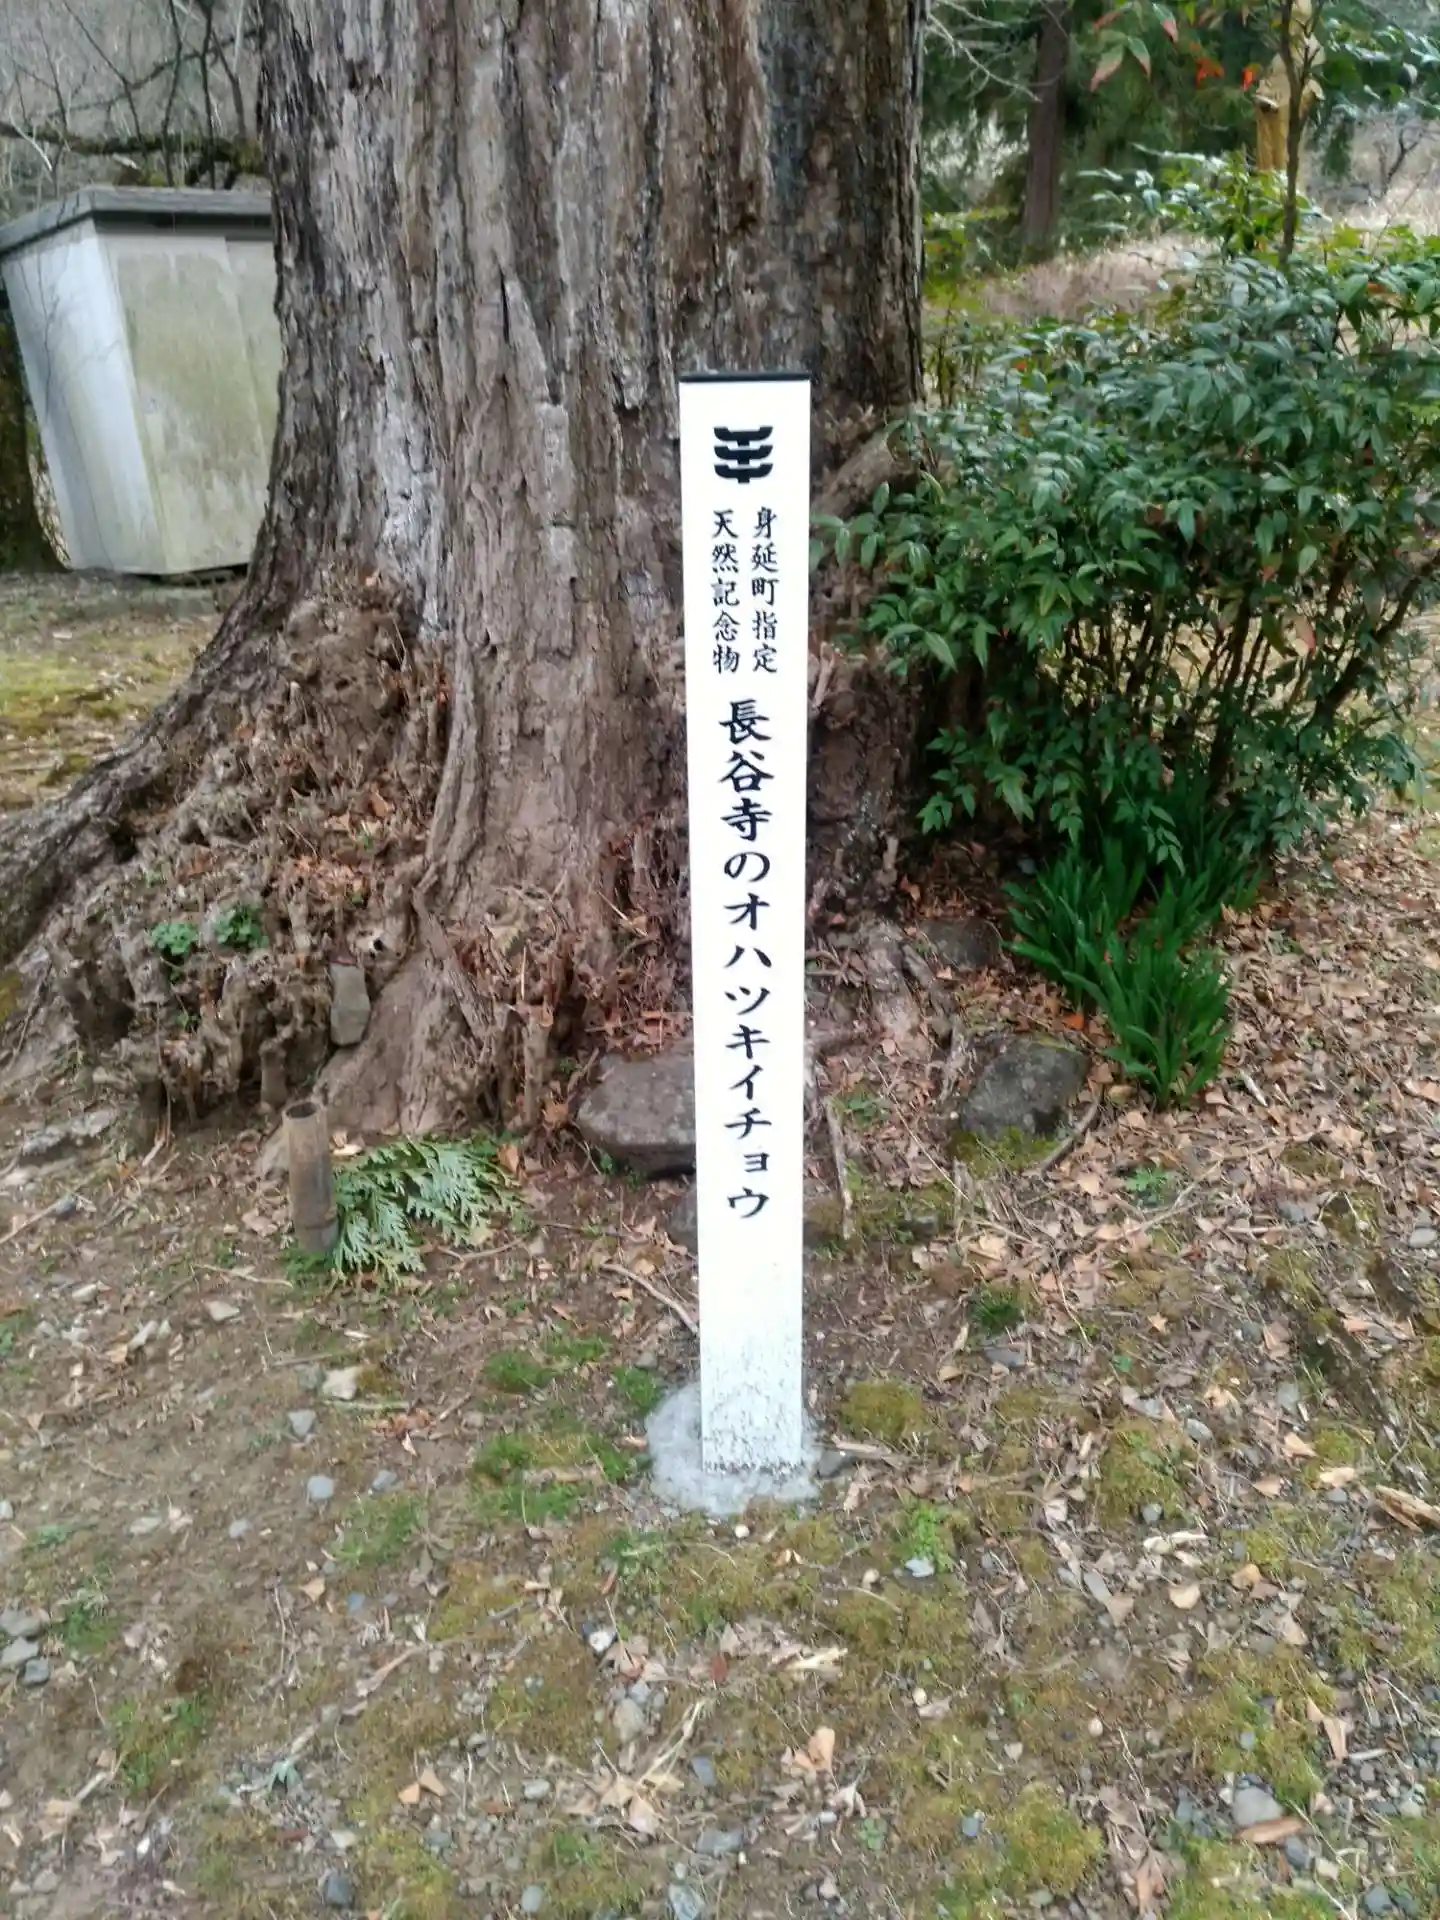 身延町指定
天然記念物
長谷寺のオハツキイチョウ